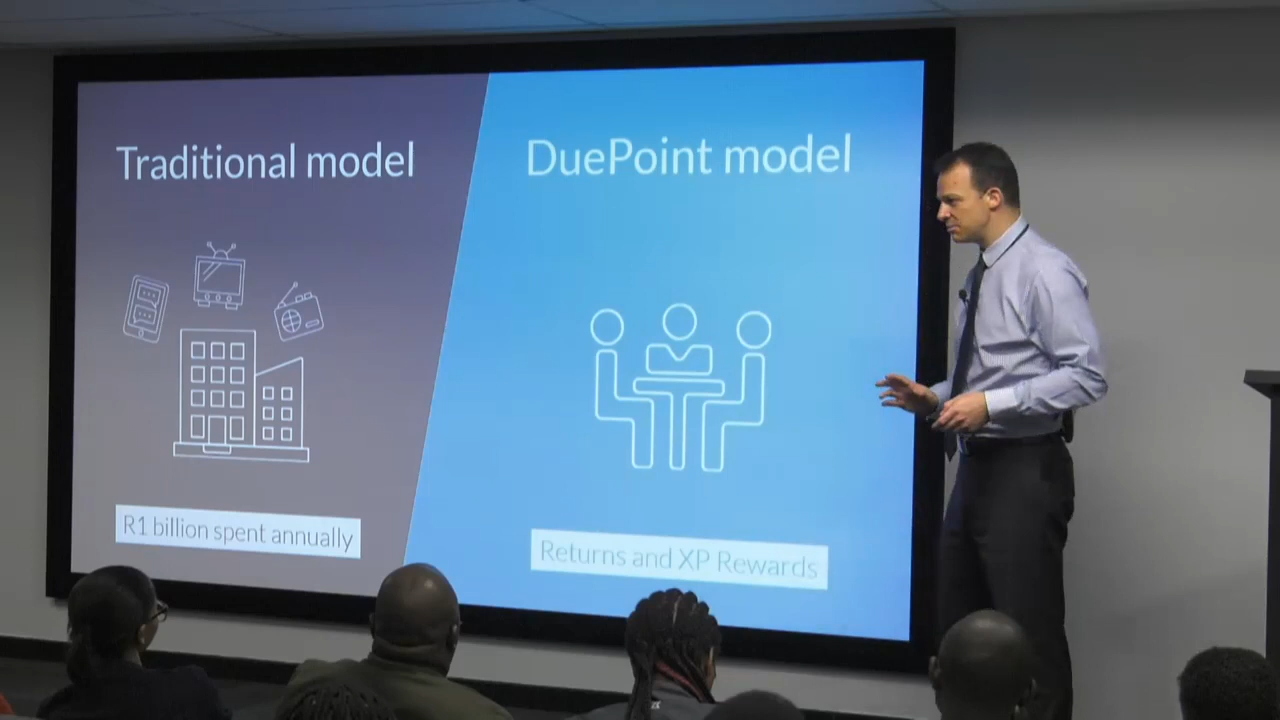 Traditional model
DuePoint model
R1 billion spent annually
Returns and XP Rewards